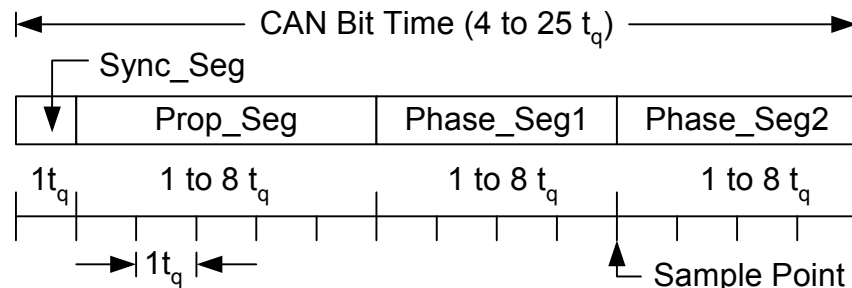 CAN Bit Time (4 to 25 tq)
Sync_Seg
Prop_Seg Phase_Seg1 Phase_Seg2
1tq 1 to 8 tq 1 to 8 tq 1 to 8 tq
1tq Sample Point